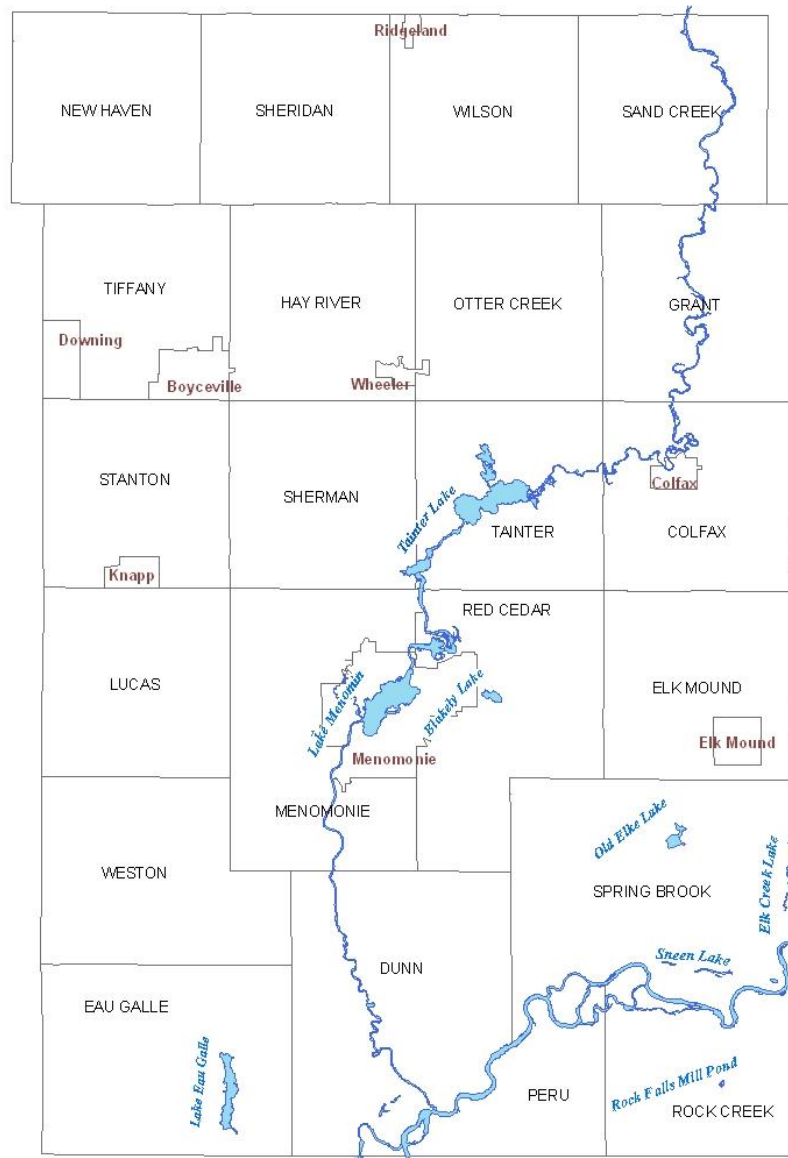 Ridgeland
NEW HAVEN
SHERIDAN
WILSON
SAND CREEK
TIFFANY
HAY RIVER
OTTER CREEK
GRANT
Downing
Boyceville
Wheeler
STANTON
SHERMAN
Tainter Lake
TAINTER
Colfax
COLFAX
Knapp
RED CEDAR
LUCAS
Lake Menomin
Blakely Lake
ELK MOUND
Elk Mound
Menomonie
MENOMONIE
WESTON
Old Elke Lake
Elk Creek Lake
SPRING BROOK
Sneen Lake
DUNN
EAU GALLE
Lake Eau Galle
PERU
Rock Falls Mill Pond
ROCK CREEK